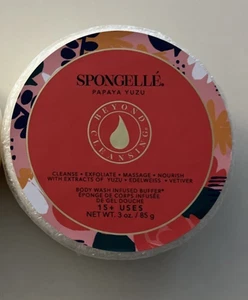 SPONGELLÉ®
PAPAYA YUZU
BEYOND
CLEANSING®
CLEANSE • EXFOLIATE • MASSAGE • NOURISH
WITH EXTRACTS OF YUZU • EDELWEISS • VETIVER
BODY WASH INFUSED BUFFER®
ÉPONGE DE CORPS INFUSÉE
DE GEL DOUCHE
15+ USES
NET WT. 3 oz. / 85 g